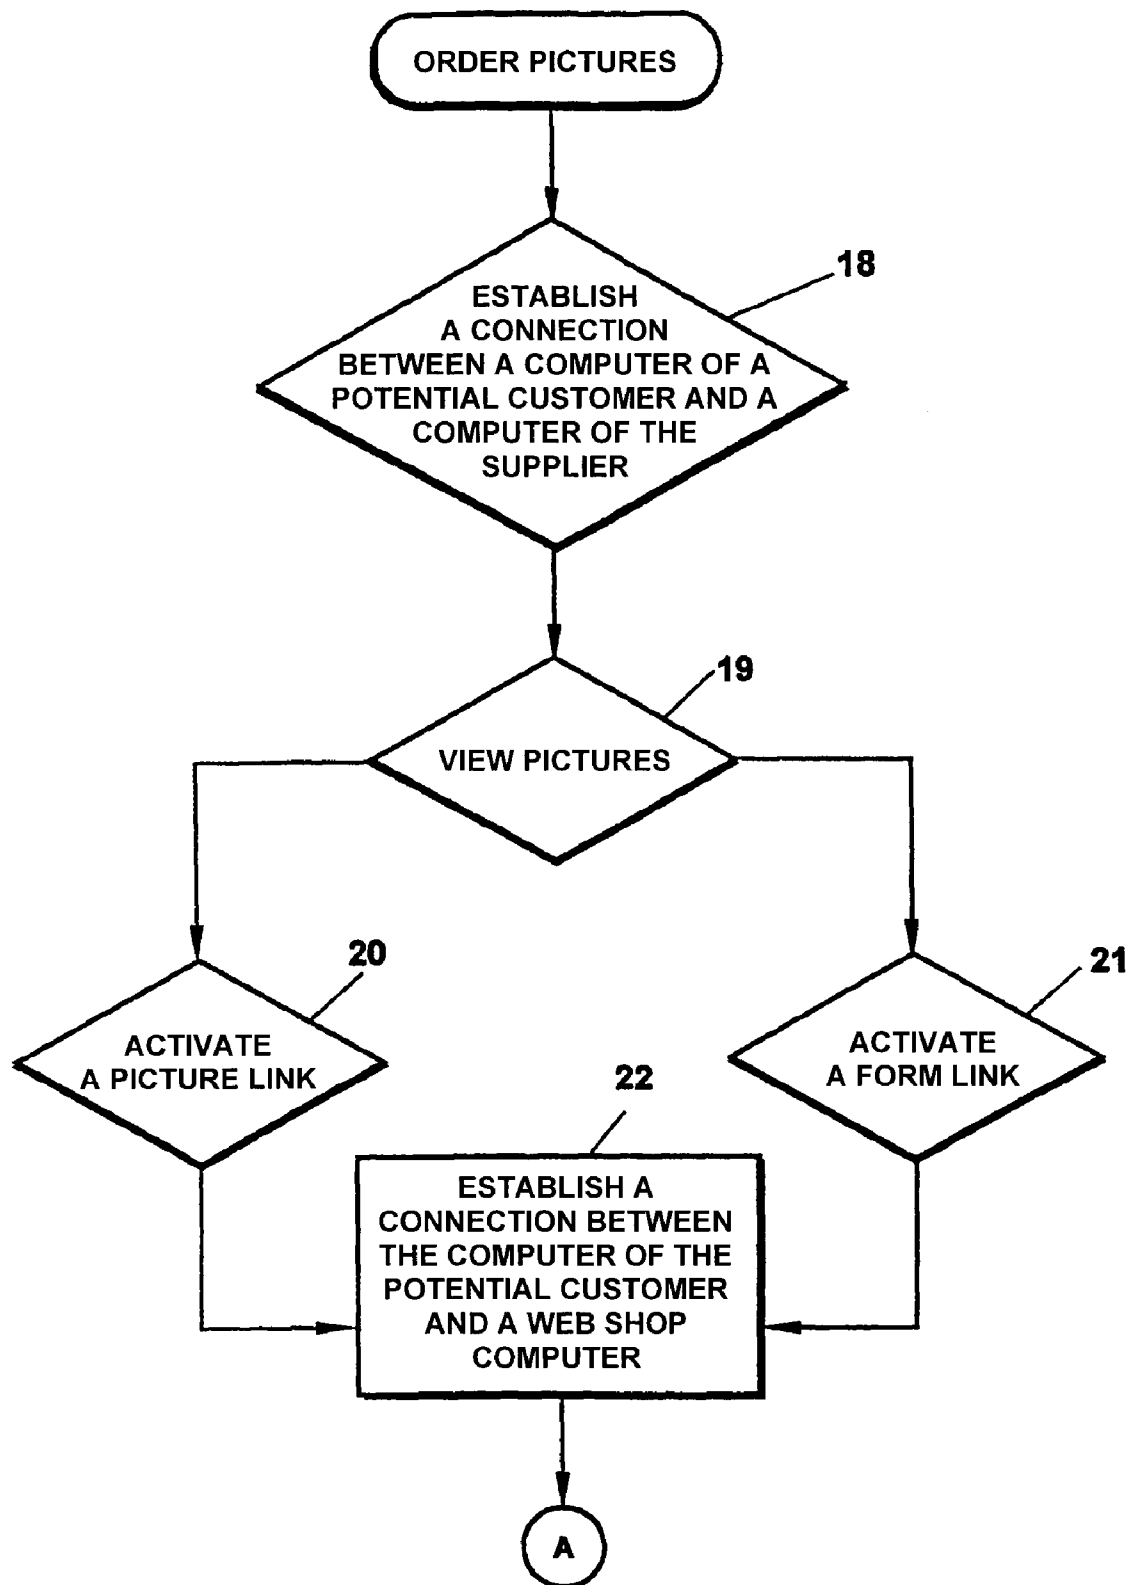 ORDER PICTURES
18
ESTABLISH
A CONNECTION
BETWEEN A COMPUTER OF A
POTENTIAL CUSTOMER AND A
COMPUTER OF THE
SUPPLIER
19
VIEW PICTURES
20
ACTIVATE
A PICTURE LINK
21
ACTIVATE
A FORM LINK
22
ESTABLISH A
CONNECTION BETWEEN
THE COMPUTER OF THE
POTENTIAL CUSTOMER
AND A WEB SHOP
COMPUTER
A